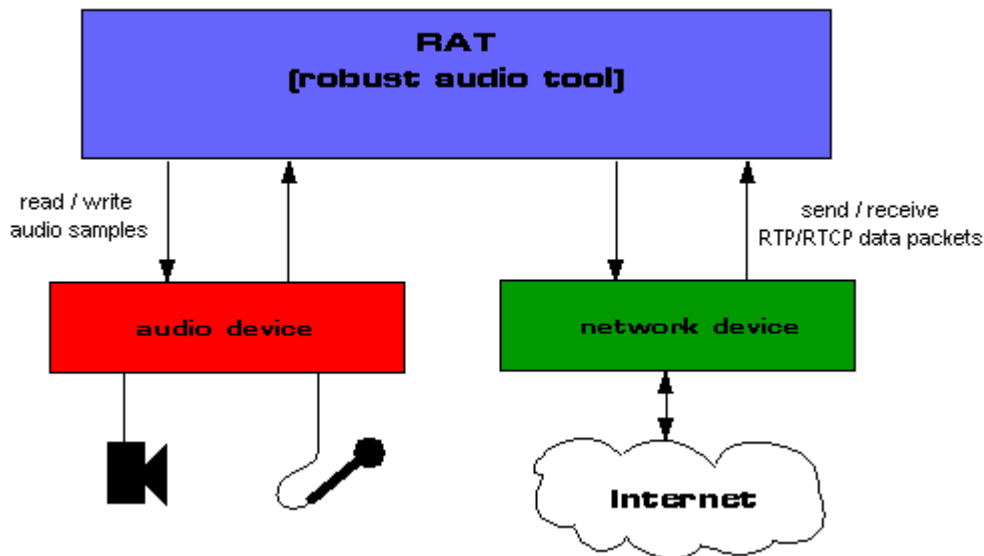 RAT
(robust audio tool)
read / write
audio samples
send / receive
RTP/RTCP data packets
audio device
network device
Internet